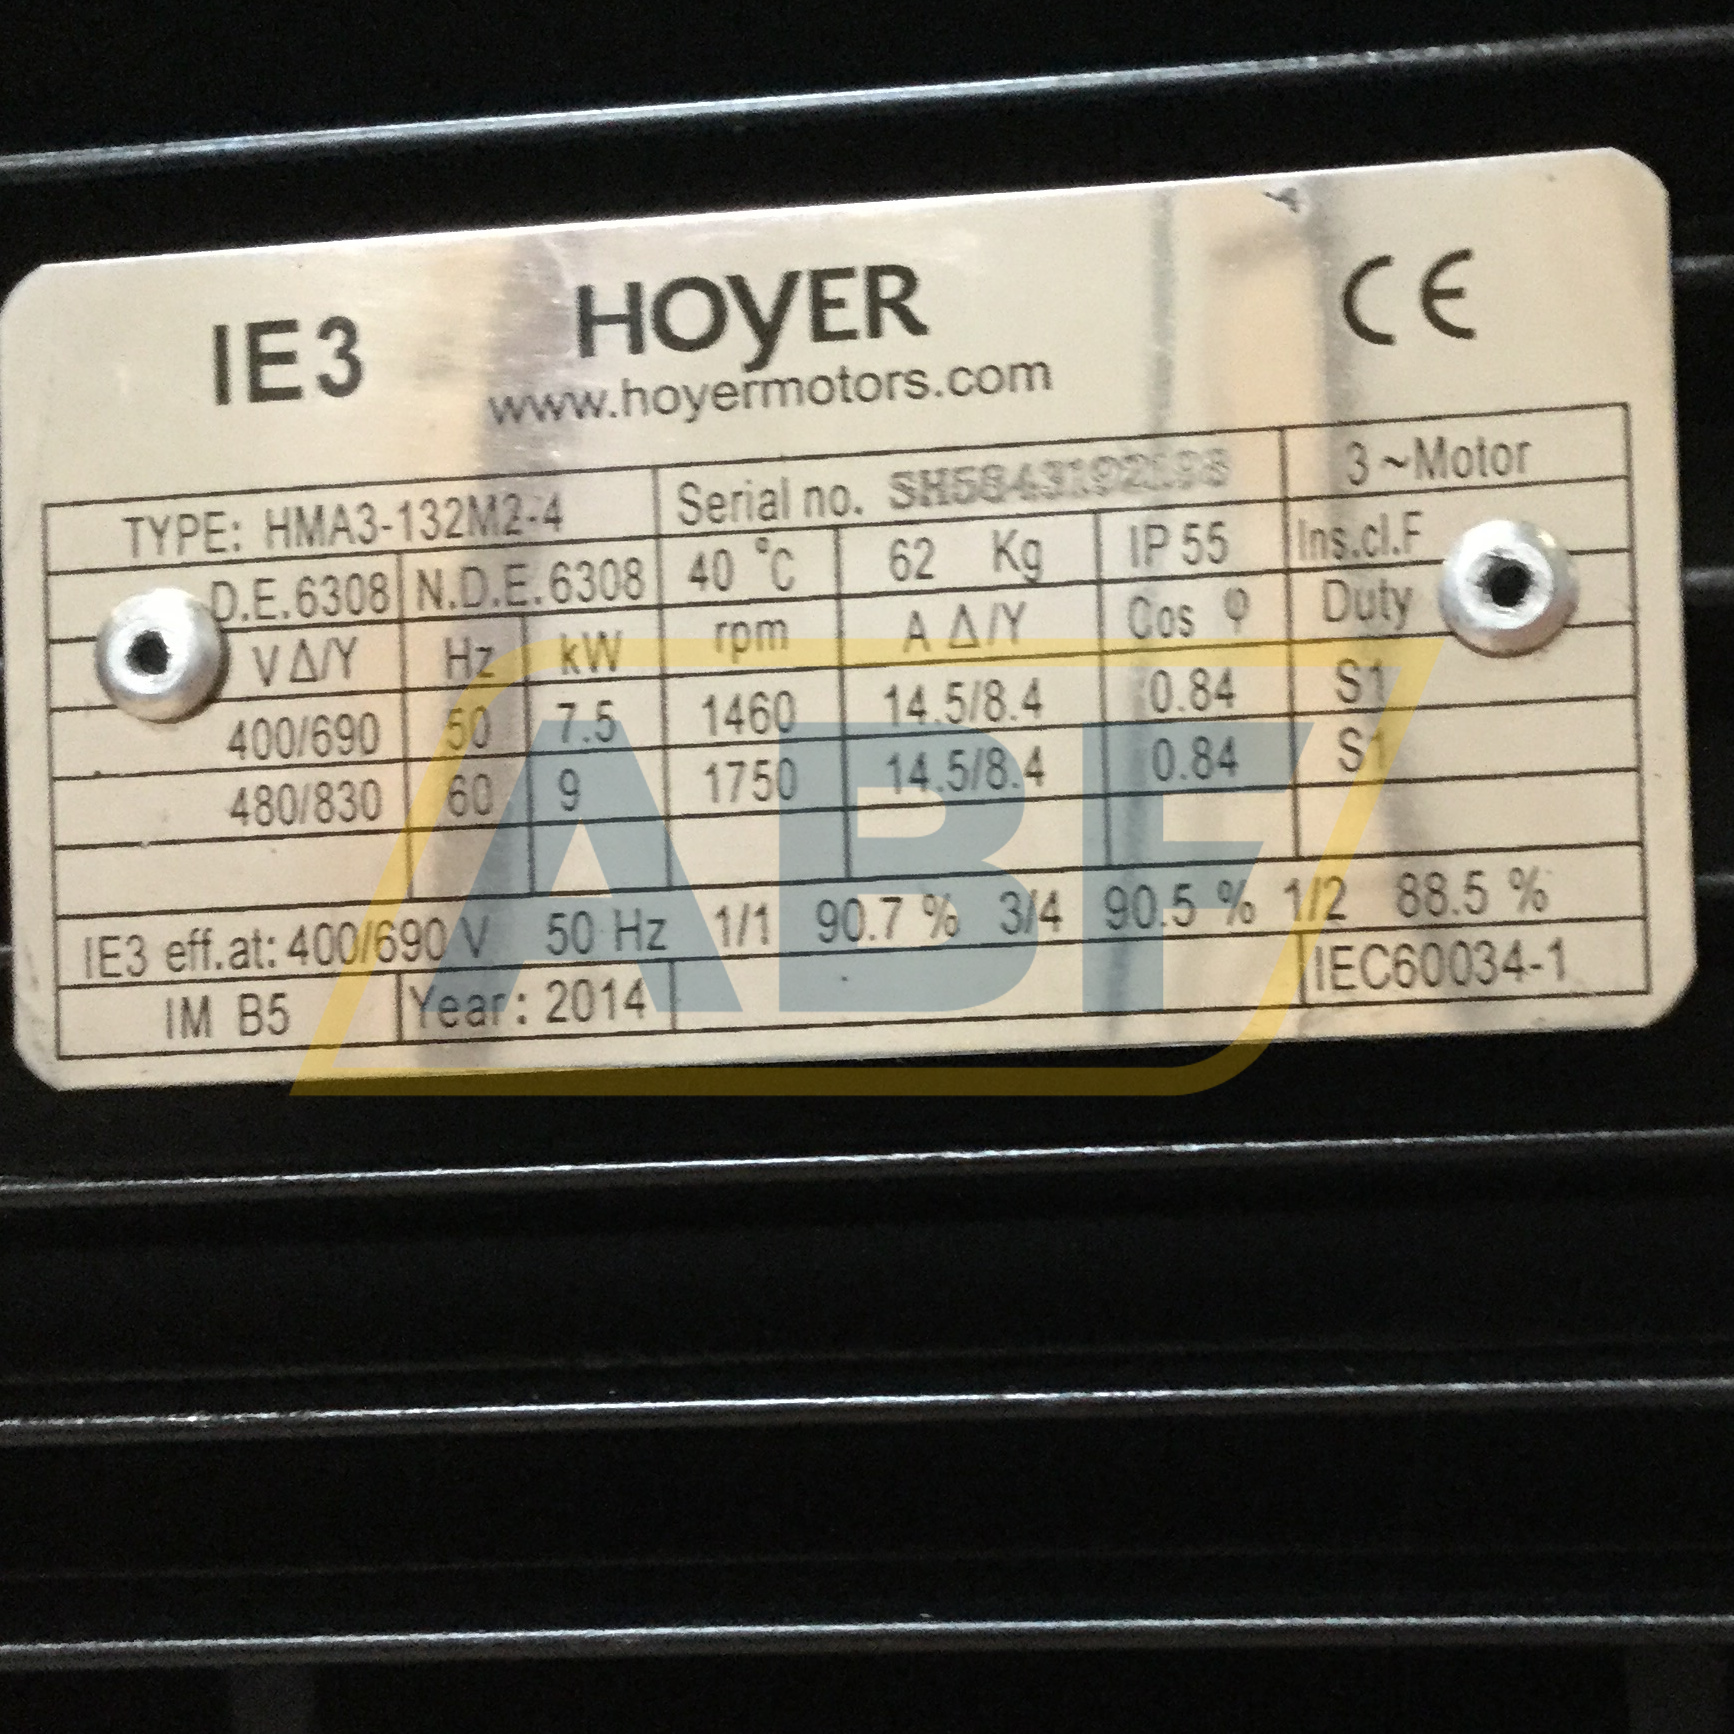 IE3 HOYER CE
www.hoyermotors.com
TYPE: HMA3-132M2-4 Serial no. 3~Motor
D.E.6308 N.D.E.6308 40 °C 62 Kg IP 55 Ins.cl.F
V Δ/Y Hz kW rpm A Δ/Y Cos φ Duty
400/690 50 7.5 1460 14.5/8.4 0.84 S1
480/830 60 9 1750 14.5/8.4 0.84 S1
IE3 eff.at: 400/690 V 50 Hz 1/1 90.7 % 3/4 90.5 % 1/2 88.5 %
IM B5 Year: 2014 IEC60034-1
ABF